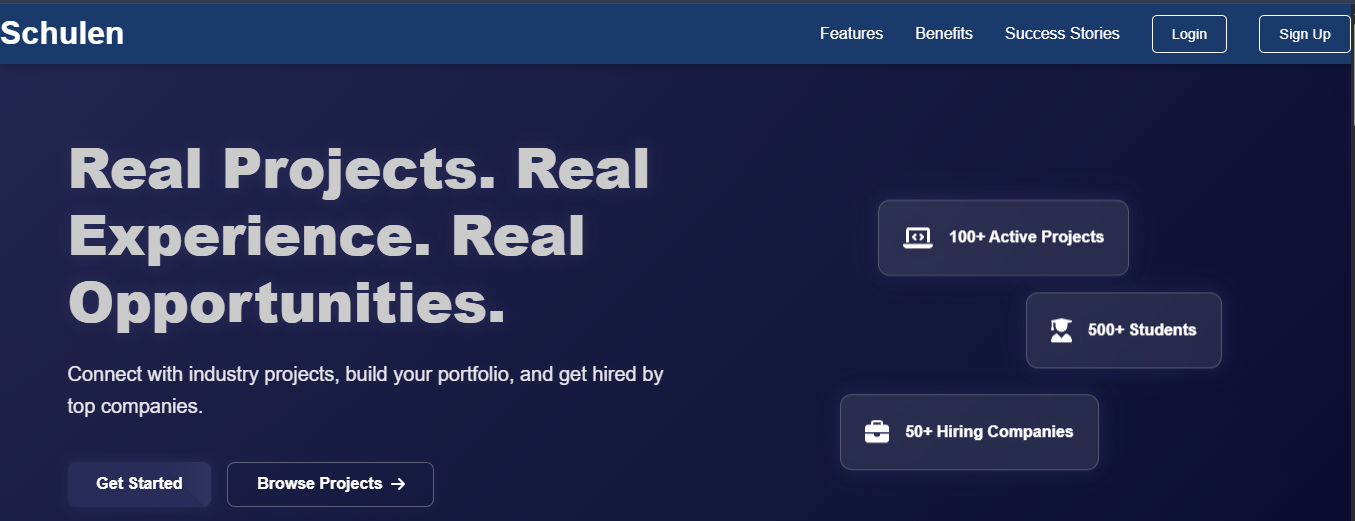 Schulen
Features
Benefits
Success Stories
Login
Sign Up
Real Projects. Real
Experience. Real
Opportunities.
Connect with industry projects, build your portfolio, and get hired by
top companies.
Get Started
Browse Projects →
100+ Active Projects
500+ Students
50+ Hiring Companies